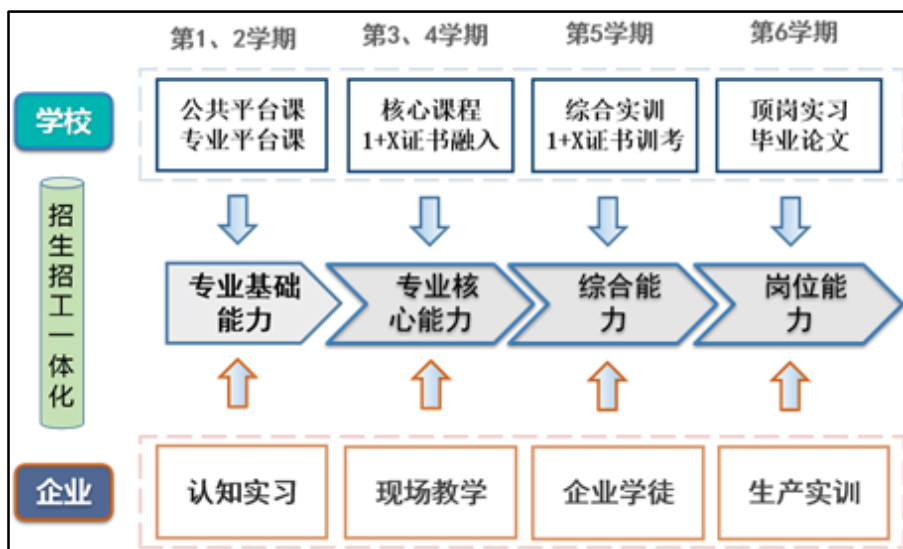 第1、2学期
第3、4学期
第5学期
第6学期
学校
公共平台课
专业平台课
核心课程
1+X证书融入
综合实训
1+X证书训考
顶岗实习
毕业论文
招生招工一体化
专业基础
能力
专业核
心能力
综合能
力
岗位能
力
企业
认知实习
现场教学
企业学徒
生产实训